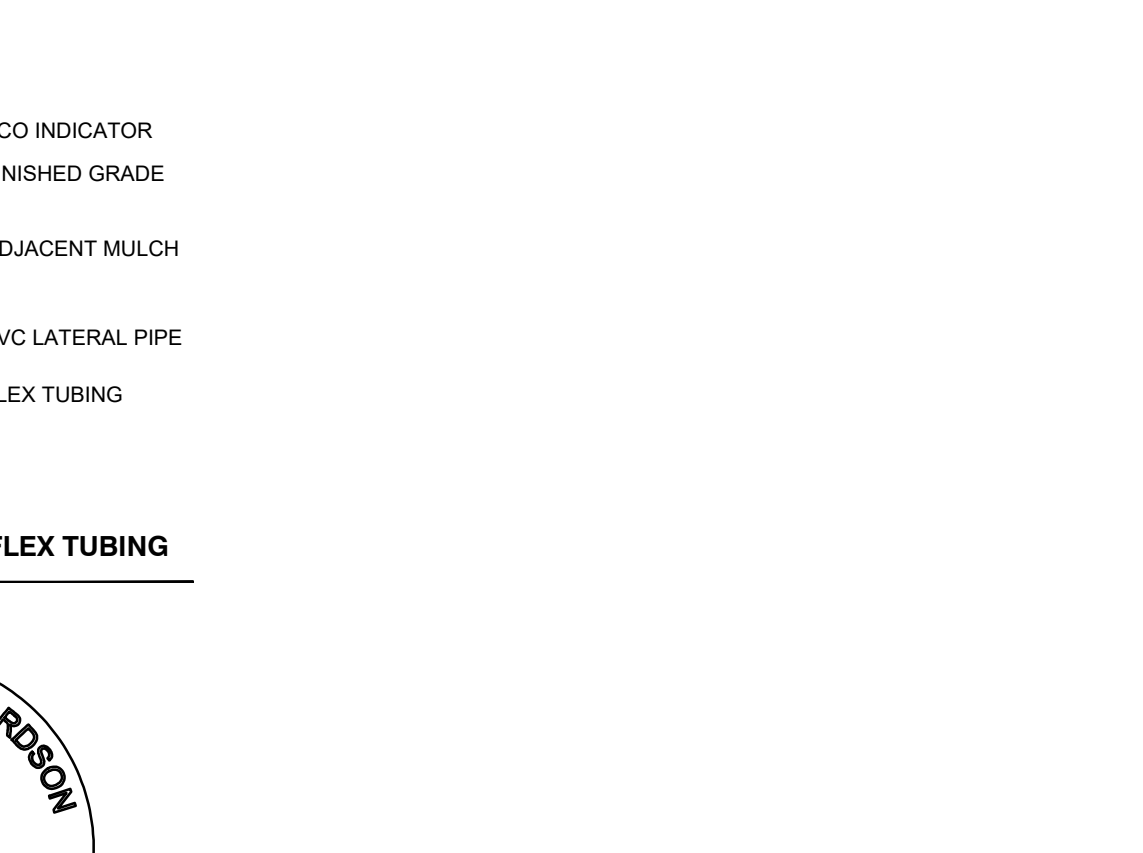 CO INDICATOR
NISHED GRADE
DJACENT MULCH
VC LATERAL PIPE
LEX TUBING
FLEX TUBING
RDSON